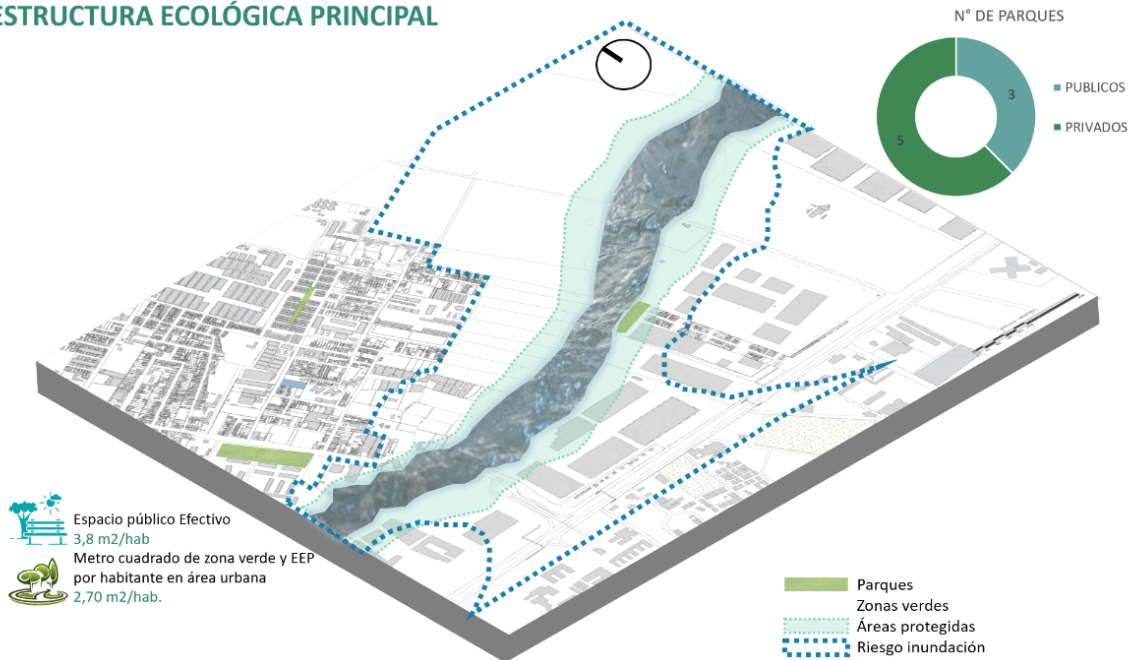 ESTRUCTURA ECOLÓGICA PRINCIPAL
N° DE PARQUES
3
5
PUBLICOS
PRIVADOS
Espacio público Efectivo
3,8 m2/hab
Metro cuadrado de zona verde y EEP
por habitante en área urbana
2,70 m2/hab.
Parques
Zonas verdes
Áreas protegidas
Riesgo inundación